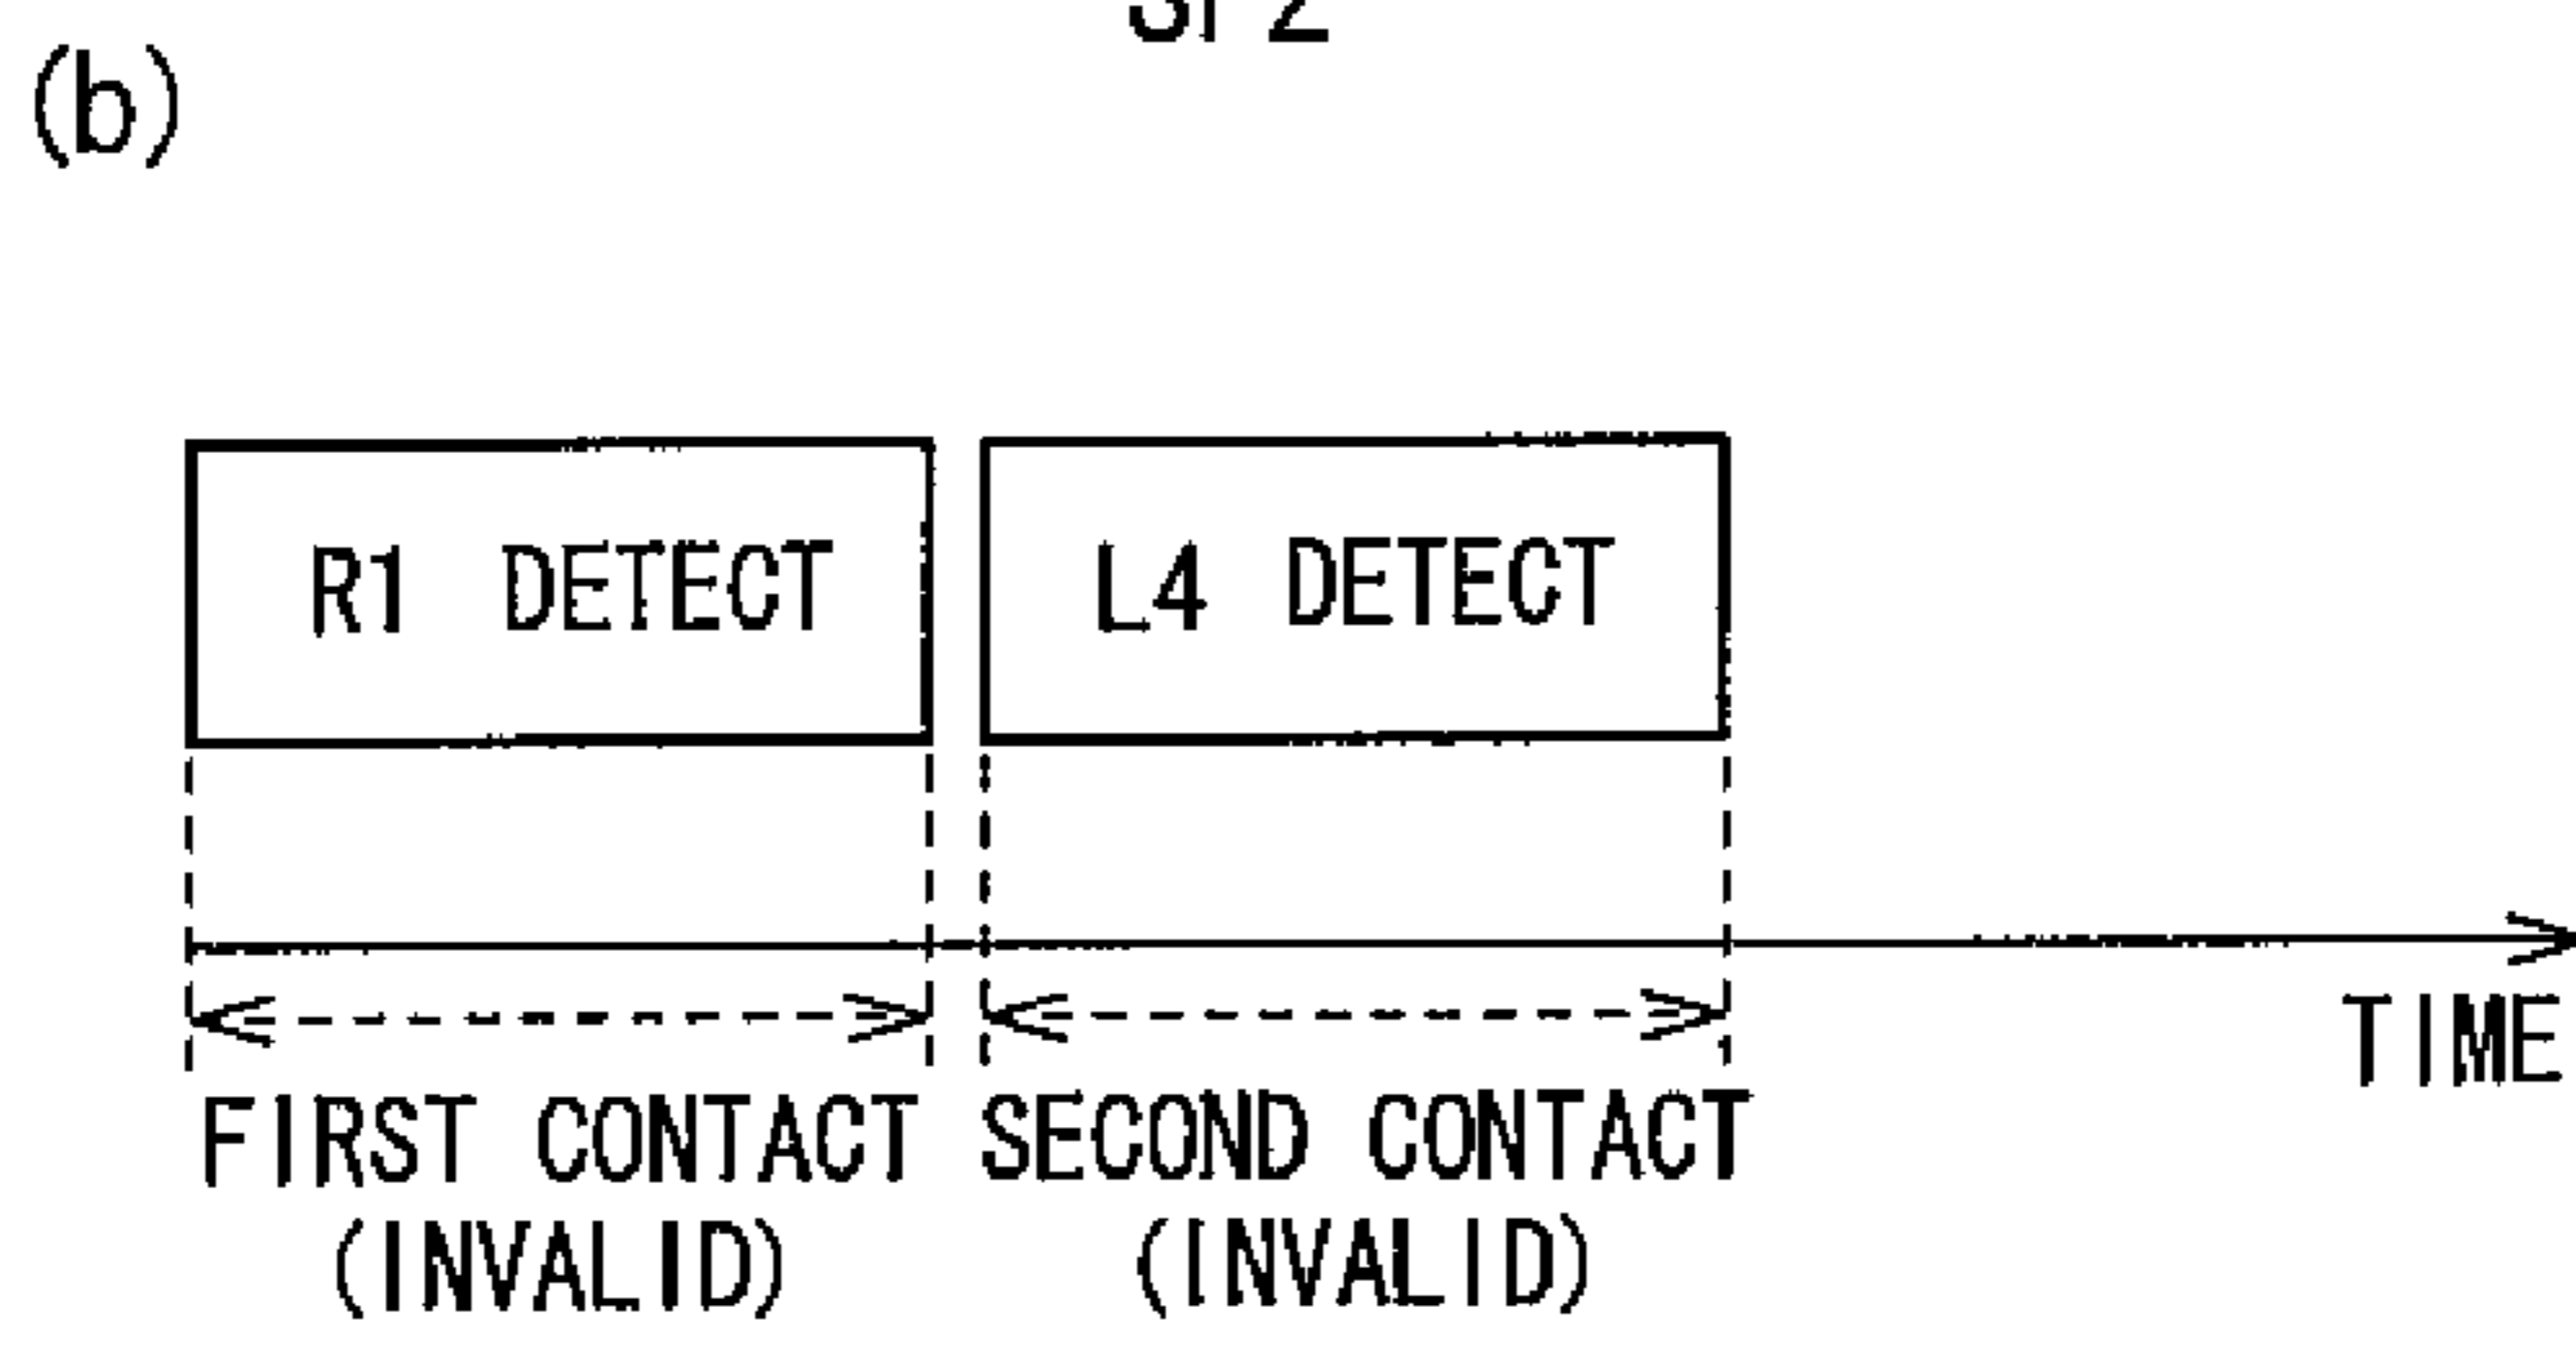 (b)
R1 DETECT
L4 DETECT
TIME
FIRST CONTACT
(INVALID)
SECOND CONTACT
(INVALID)